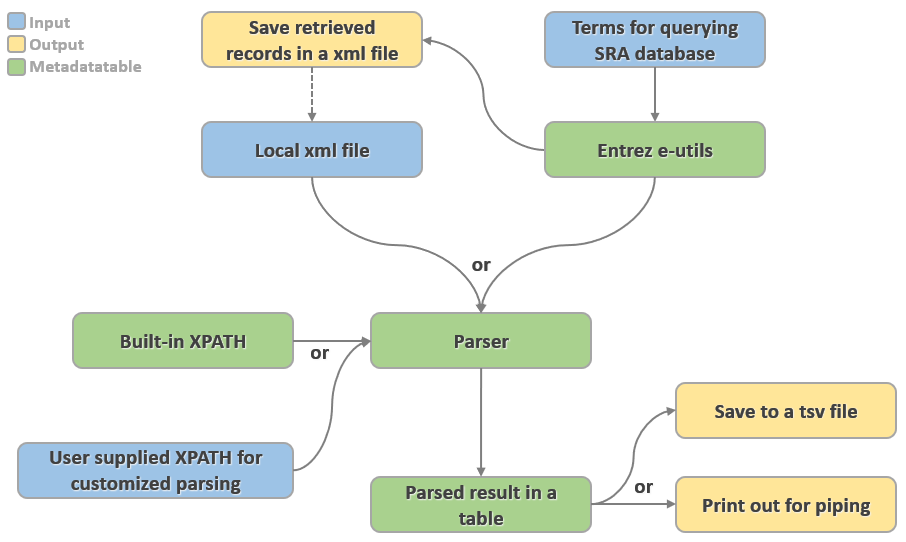 Input
Output
Metadatatable
Save retrieved
records in a xml file
Terms for querying
SRA database
Local xml file
Entrez e-utils
or
Built-in XPATH
or
Parser
User supplied XPATH for
customized parsing
Save to a tsv file
Parsed result in a
table
or
Print out for piping